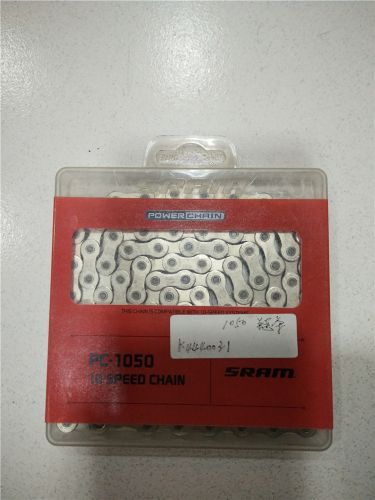 POWERCHAIN
THIS CHAIN IS COMPATIBLE WITH 10-SPEED SYSTEMS
1050
PC-1050
10 SPEED CHAIN
SRAM